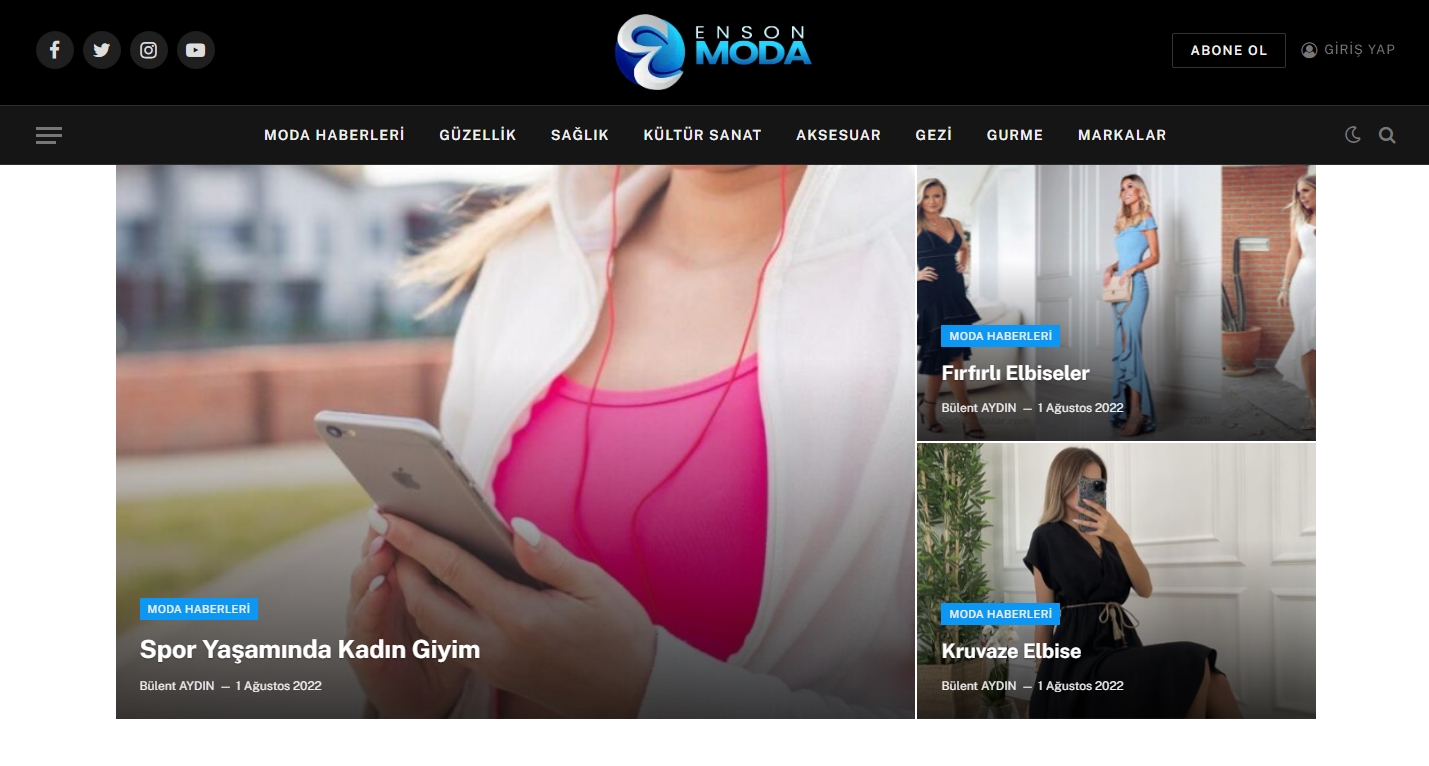 ENSON
MODA
ABONE OL
GİRİŞ YAP
MODA HABERLERİ
GÜZELLİK
SAĞLIK
KÜLTÜR SANAT
AKSESUAR
GEZİ
GURME
MARKALAR
MODA HABERLERİ
Spor Yaşamında Kadın Giyim
Bülent AYDIN — 1 Ağustos 2022
MODA HABERLERİ
Fırfırlı Elbiseler
Bülent AYDIN — 1 Ağustos 2022
MODA HABERLERİ
Kruvaze Elbise
Bülent AYDIN — 1 Ağustos 2022